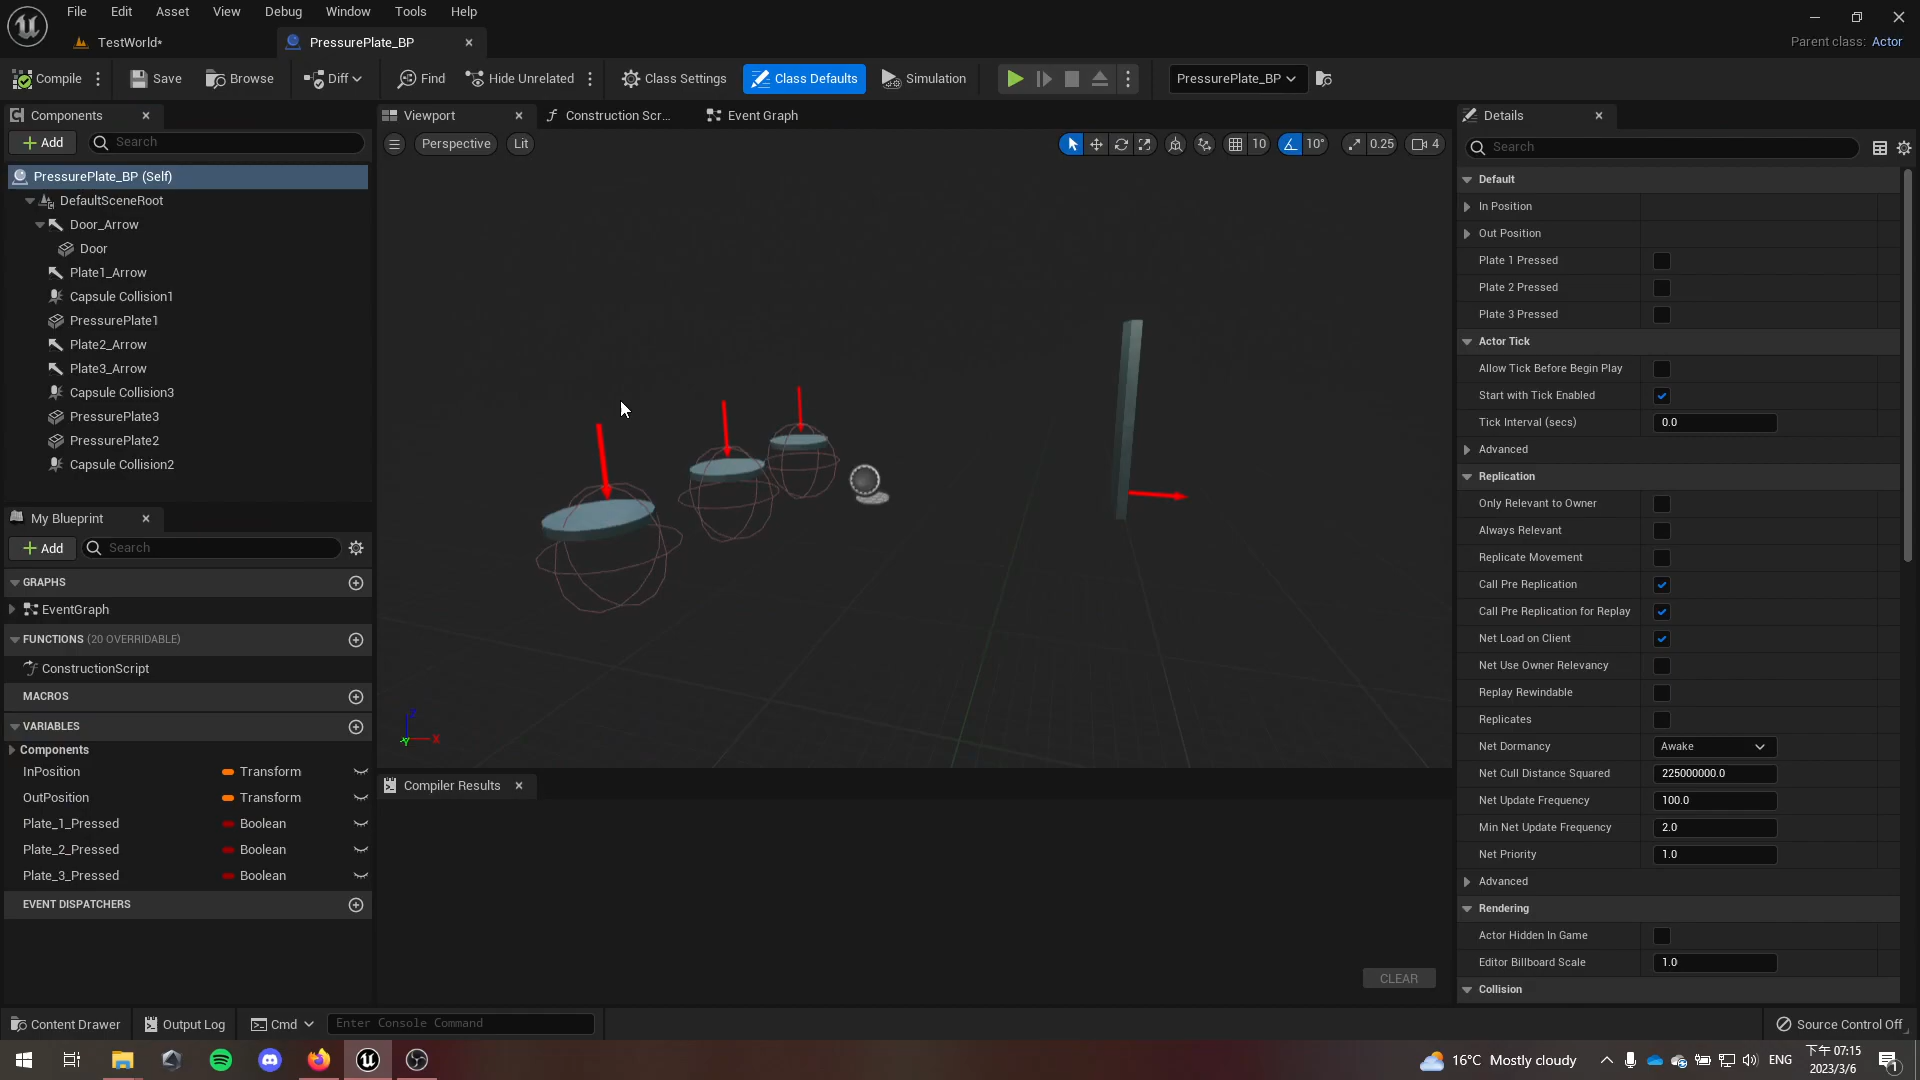 File Edit Asset View Debug Window Tools Help
TestWorld*
PressurePlate_BP
Parent class: Actor
Compile
Save
Browse
Diff
Find
Hide Unrelated
Class Settings
Class Defaults
Simulation
PressurePlate_BP
Components
Add
Search
PressurePlate_BP (Self)
DefaultSceneRoot
Door_Arrow
Door
Plate1_Arrow
Capsule Collision1
PressurePlate1
Plate2_Arrow
Plate3_Arrow
Capsule Collision3
PressurePlate3
PressurePlate2
Capsule Collision2
My Blueprint
Add
Search
GRAPHS
EventGraph
FUNCTIONS (20 OVERRIDABLE)
ConstructionScript
MACROS
VARIABLES
Components
InPosition Transform
OutPosition Transform
Plate_1_Pressed Boolean
Plate_2_Pressed Boolean
Plate_3_Pressed Boolean
EVENT DISPATCHERS
Viewport
Construction Scr...
Event Graph
Perspective
Lit
10
10°
0.25
4
Z
X
Y
Compiler Results
CLEAR
Details
Search
Default
In Position
Out Position
Plate 1 Pressed
Plate 2 Pressed
Plate 3 Pressed
Actor Tick
Allow Tick Before Begin Play
Start with Tick Enabled
Tick Interval (secs) 0.0
Advanced
Replication
Only Relevant to Owner
Always Relevant
Replicate Movement
Call Pre Replication
Call Pre Replication for Replay
Net Load on Client
Net Use Owner Relevancy
Replay Rewindable
Replicates
Net Dormancy Awake
Net Cull Distance Squared 225000000.0
Net Update Frequency 100.0
Min Net Update Frequency 2.0
Net Priority 1.0
Advanced
Rendering
Actor Hidden In Game
Editor Billboard Scale 1.0
Collision
Content Drawer
Output Log
Cmd
Enter Console Command
Source Control Off
16°C Mostly cloudy
ENG
下午 07:15
2023/3/6
1